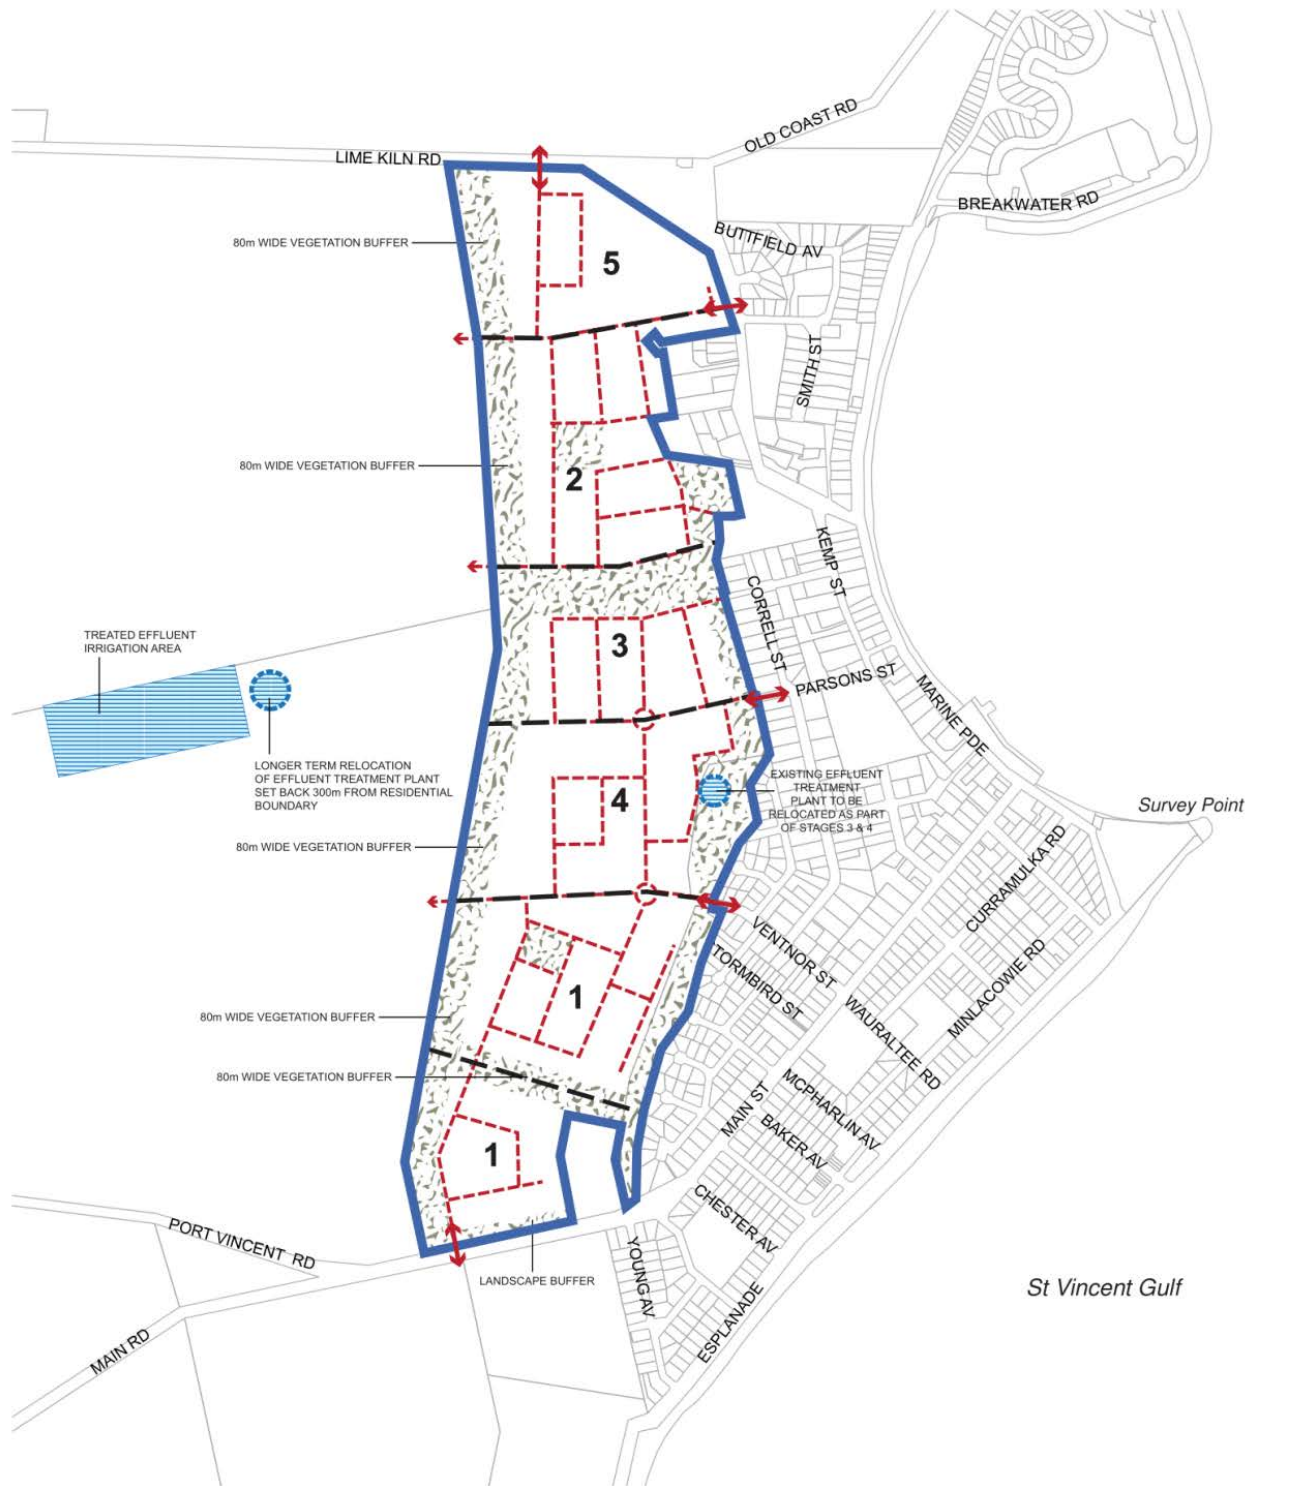 OLD COAST RD
LIME KILN RD
BREAKWATER RD
BUTTFIELD AV
80m WIDE VEGETATION BUFFER
5
SMITH ST
80m WIDE VEGETATION BUFFER
2
KEMP ST
CORRELL ST
TREATED EFFLUENT
IRRIGATION AREA
3
PARSONS ST
MARINE PDE
LONGER TERM RELOCATION
OF EFFLUENT TREATMENT PLANT
SET BACK 300m FROM RESIDENTIAL
BOUNDARY
EXISTING EFFLUENT
TREATMENT
PLANT TO BE
RELOCATED AS PART
OF STAGES 3 & 4
4
Survey Point
80m WIDE VEGETATION BUFFER
CURRAMULKA RD
VENTNOR ST
TORMBIRD ST
MINLACOWIE RD
1
WAURALTEE RD
80m WIDE VEGETATION BUFFER
80m WIDE VEGETATION BUFFER
MAIN ST
MCPHARLIN AV
BAKER AV
1
CHESTER AV
PORT VINCENT RD
YOUNG AV
LANDSCAPE BUFFER
St Vincent Gulf
ESPLANADE
MAIN RD